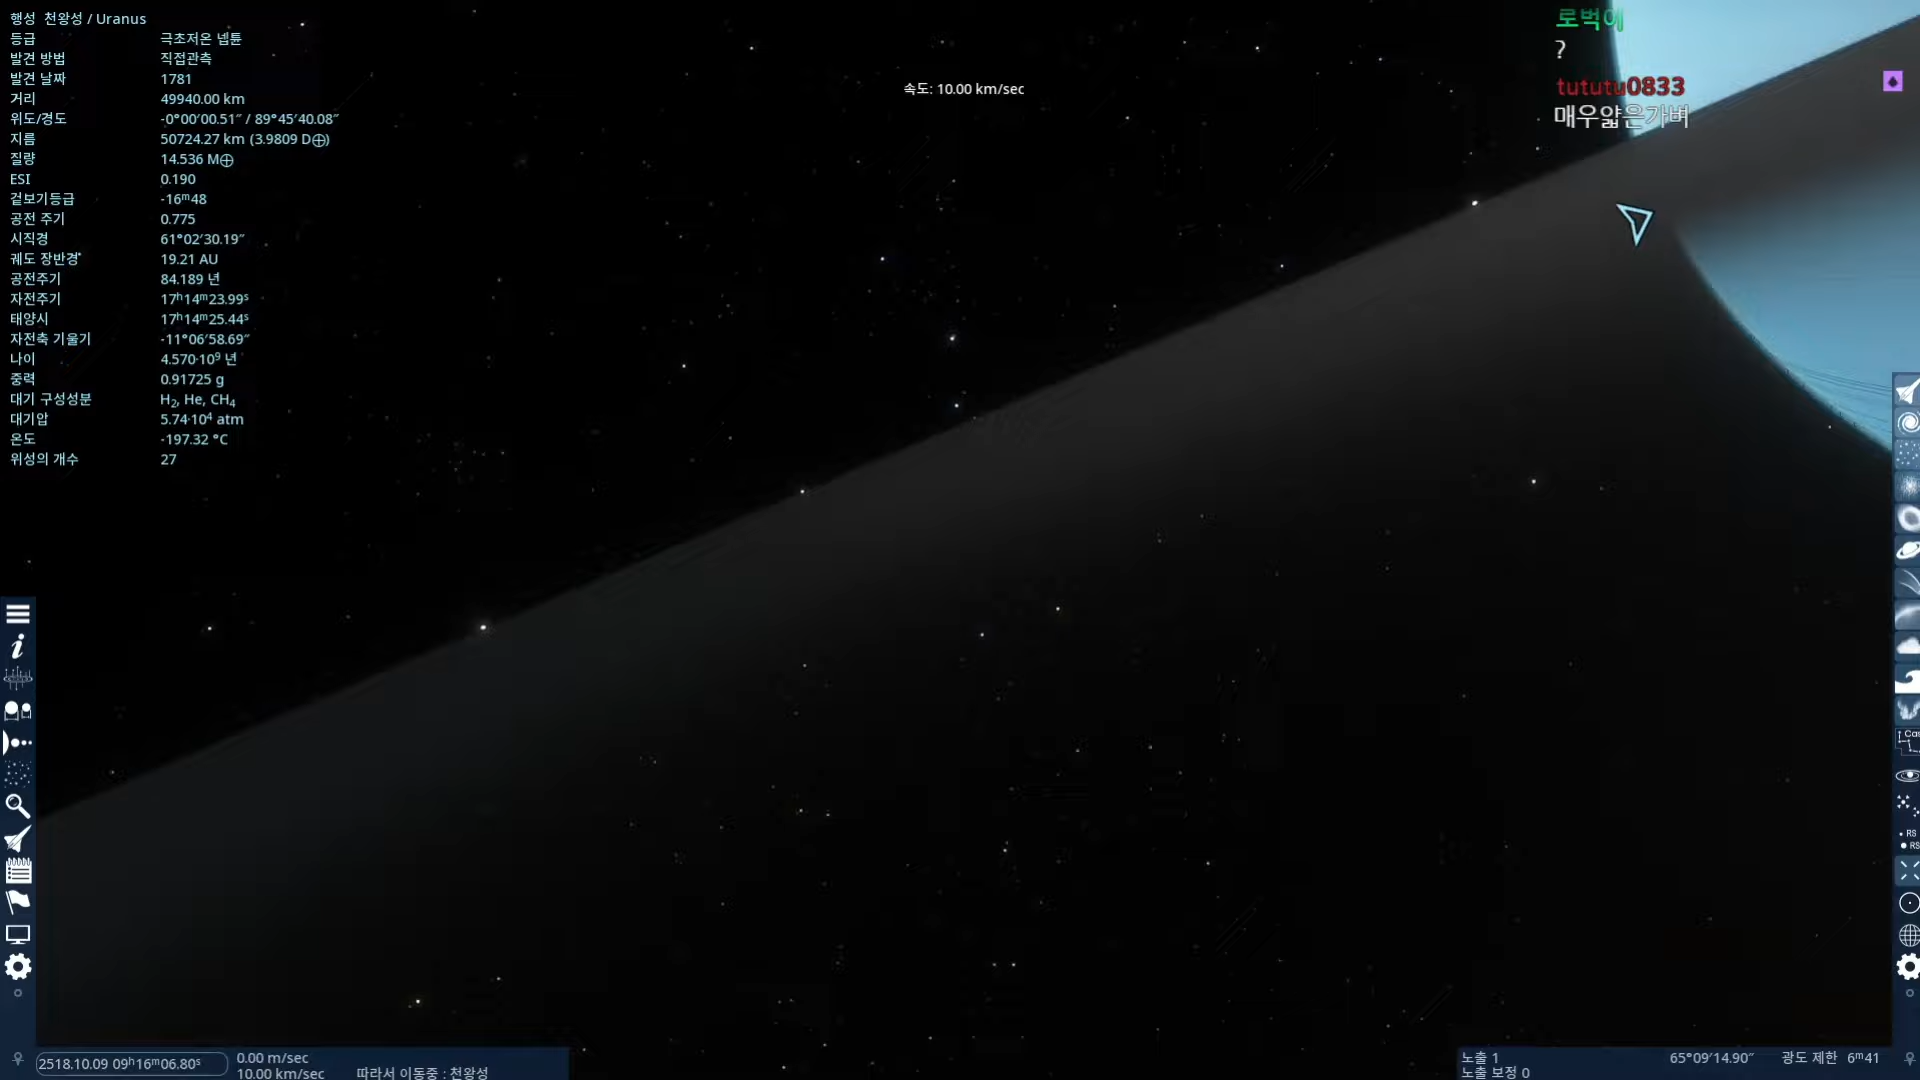 행성 천왕성 / Uranus
등급 극초저온 넵튠
발견 방법 직접관측
발견 날짜 1781
거리 49940.00 km
위도/경도 -0°00′00.51″ / 89°45′40.08″
지름 50724.27 km (3.9809 D⨁)
질량 14.536 M⨁
ESI 0.190
겉보기등급 -16ᵐ48
공전 주기 0.775
시직경 61°02′30.19″
궤도 장반경 19.21 AU
공전주기 84.189 년
자전주기 17ʰ14ᵐ23.99ˢ
태양시 17ʰ14ᵐ25.44ˢ
자전축 기울기 -11°06′58.69″
나이 4.570·10⁹ 년
중력 0.91725 g
대기 구성성분 H₂, He, CH₄
대기압 5.74·10⁴ atm
온도 -197.32 °C
위성의 개수 27
속도: 10.00 km/sec
로벅이
?
tututu0833
매우얇은가벼
Cas
RS
RS
2518.10.09 09ʰ16ᵐ06.80ˢ
0.00 m/sec
10.00 km/sec 따라서 이동중 : 천왕성
노출 1 65°09′14.90″ 광도 제한 6ᵐ41
노출 보정 0